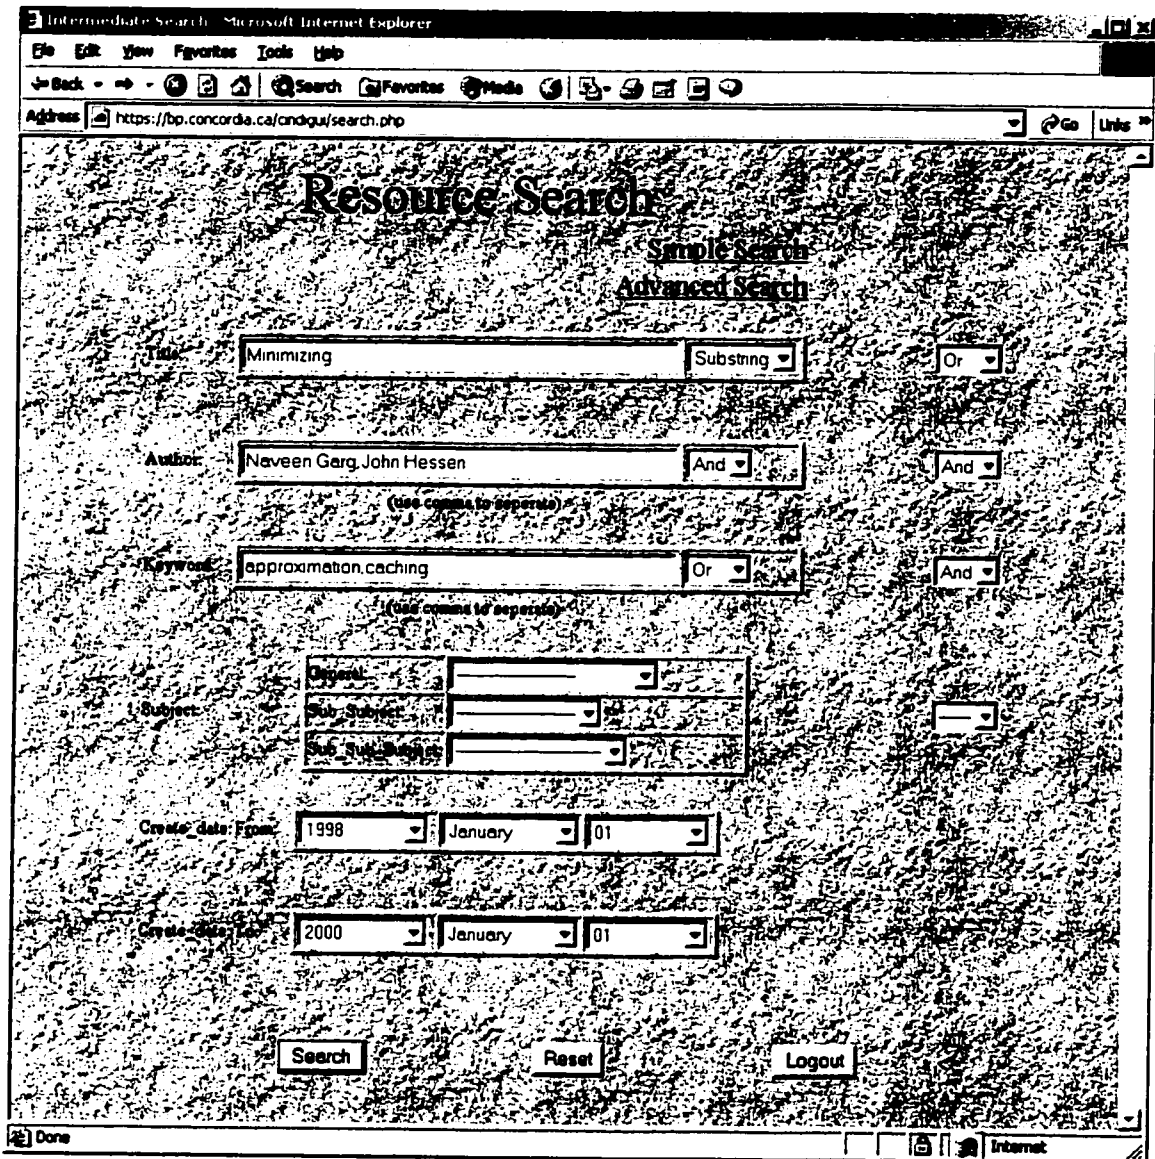 Intermediate Search - Microsoft Internet Explorer
File Edit View Favorites Tools Help
Back Search Favorites Media
Address https://bp.concordia.ca/cindigui/search.php Go Links »
Resource Search
Simple Search
Advanced Search
Title: Minimizing Substring Or
Author: Naveen Garg,John Hessen And And
(use comma to seperate)
Keyword: approximation,caching Or And
(use comma to seperate)
General:
Subject: Sub_Subject:
Sub_Sub_Subject:
Create_date: From: 1998 January 01
Create_date: To: 2000 January 01
Search Reset Logout
Done Internet